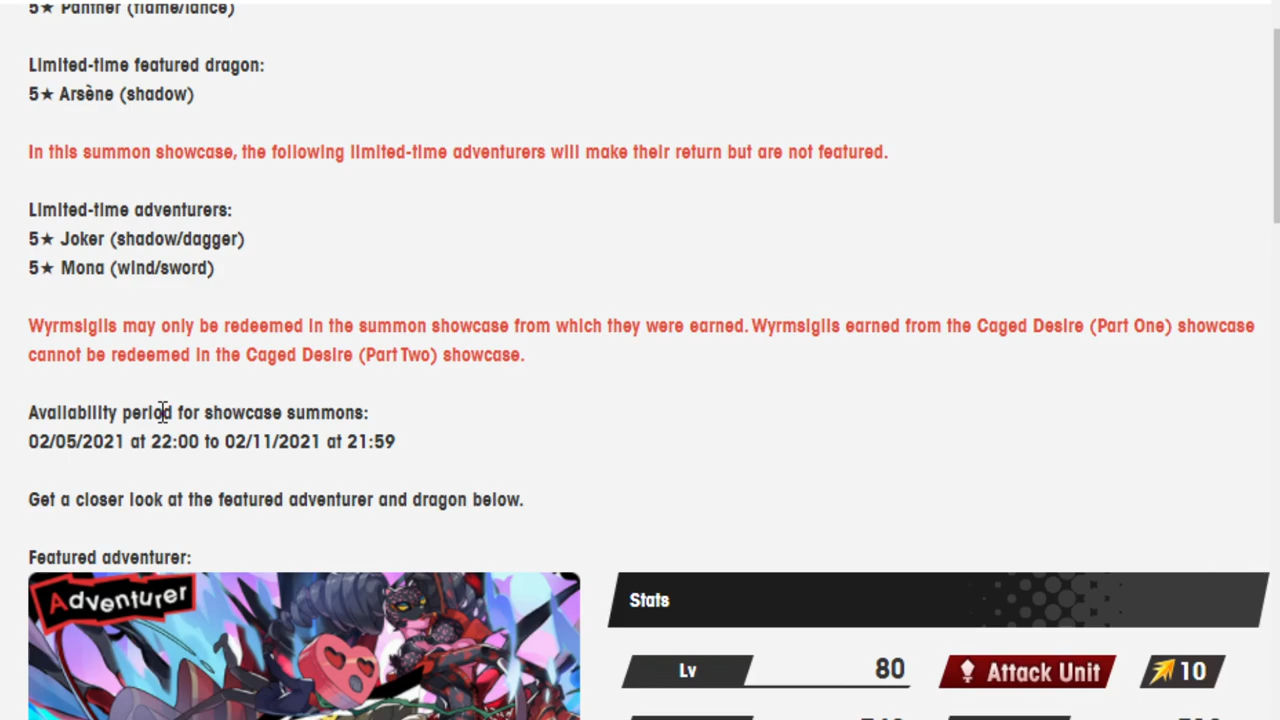 5★ Panther (flame/lance)
Limited-time featured dragon:
5★ Arsène (shadow)
In this summon showcase, the following limited-time adventurers will make their return but are not featured.
Limited-time adventurers:
5★ Joker (shadow/dagger)
5★ Mona (wind/sword)
Wyrmsigils may only be redeemed in the summon showcase from which they were earned. Wyrmsigils earned from the Caged Desire (Part One) showcase
cannot be redeemed in the Caged Desire (Part Two) showcase.
Availability period for showcase summons:
02/05/2021 at 22:00 to 02/11/2021 at 21:59
Get a closer look at the featured adventurer and dragon below.
Featured adventurer:
Adventurer
Stats
Lv 80 Attack Unit 10